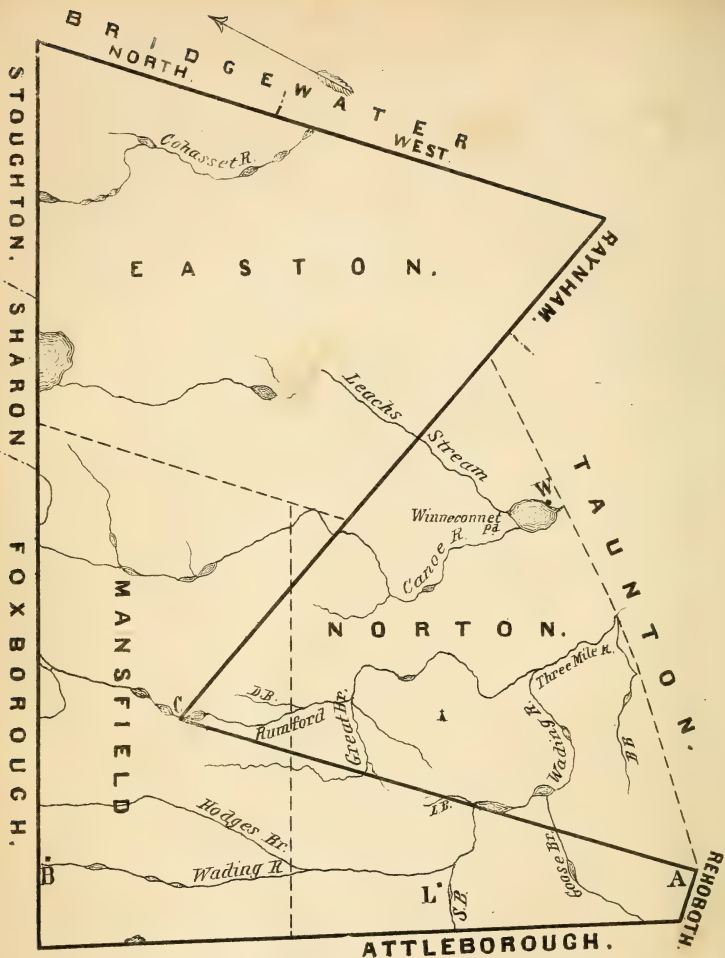 BRIDGEWATER
NORTH.
WEST.
STOUGHTON.
SHARON
FOXBOROUGH.
Cohasset R.
EASTON.
RAYNHAM.
Leachs Stream
W
Winneconnet
Pd.
Canoe R.
TAUNTON.
MANSFIELD
NORTON.
Three Mile R.
C
D.B.
Rumford
Great Br.
Wading R.
B B
Hodges Br.
Wading R
B
L
S.B.
Goose Br.
A
REHOBOTH.
ATTLEBOROUGH.